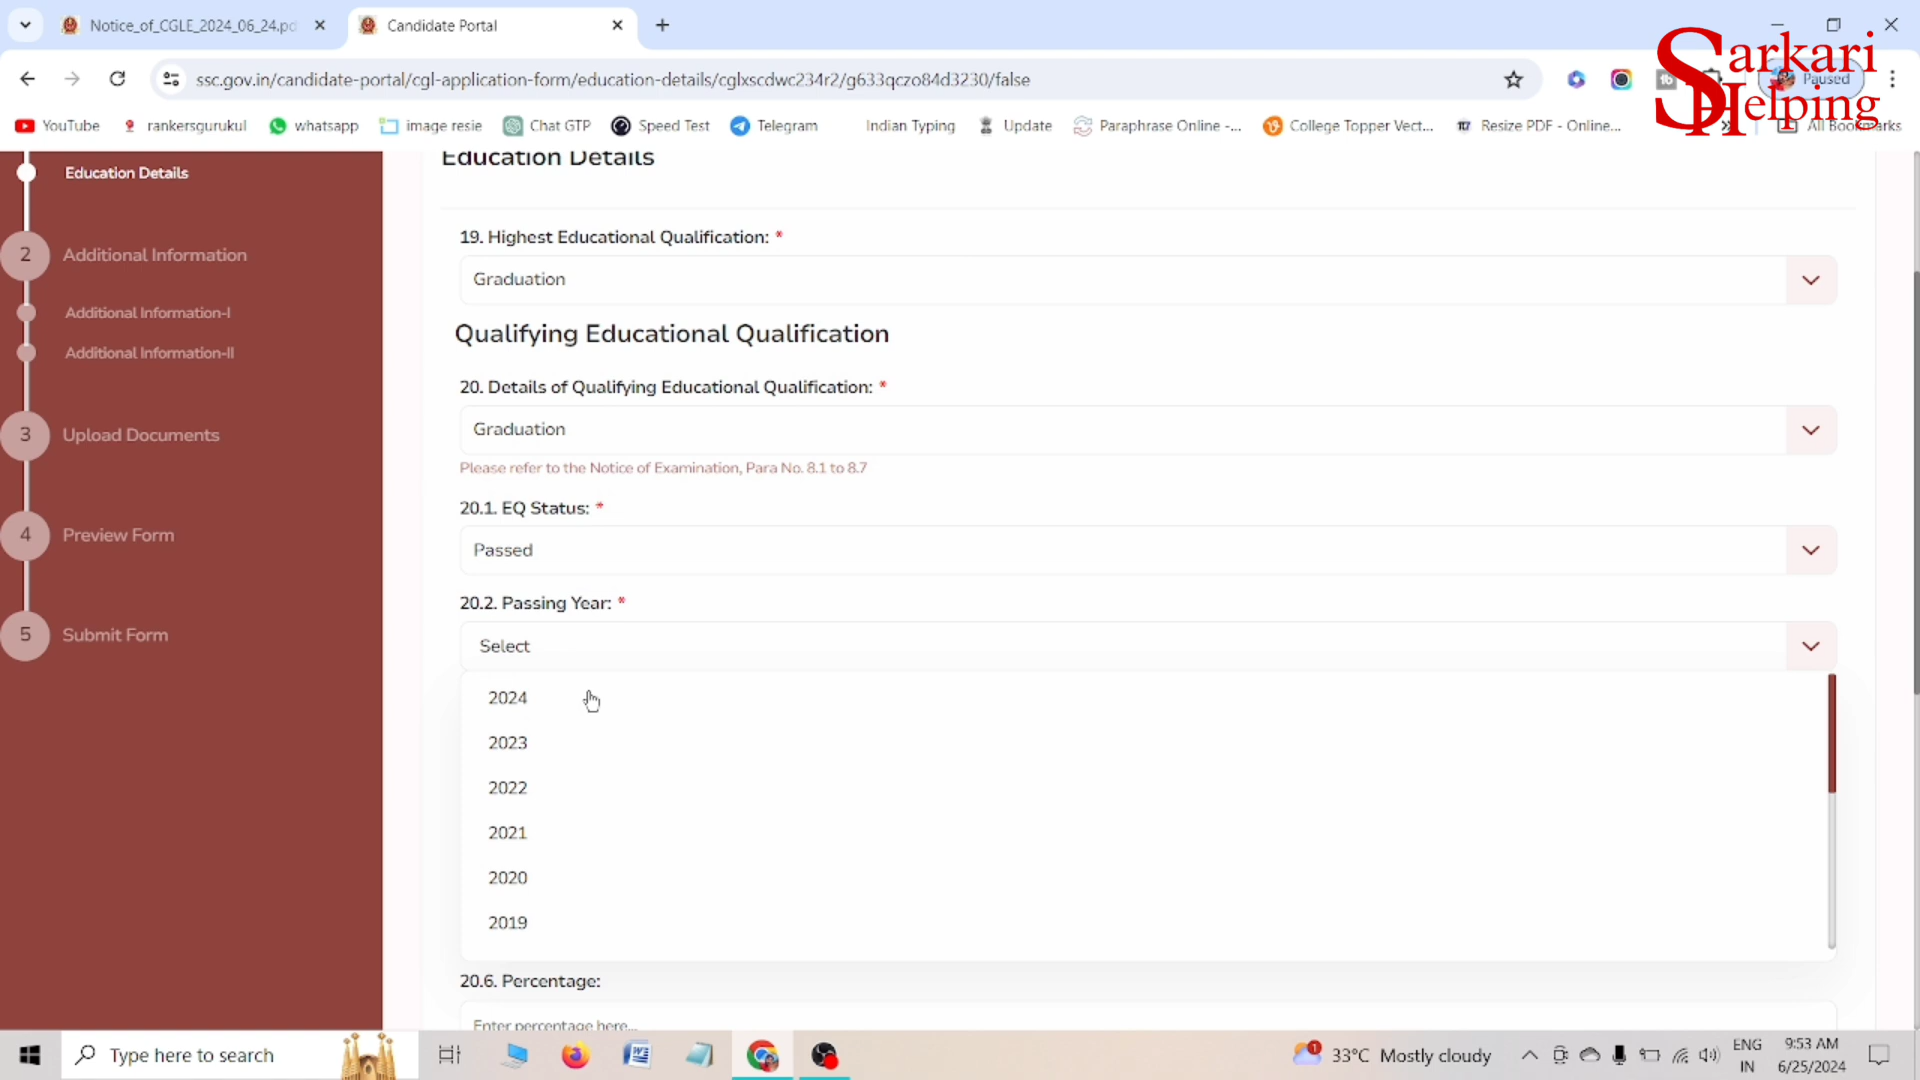 Notice_of_CGLE_2024_06_24.pd
Candidate Portal
ssc.gov.in/candidate-portal/cgl-application-form/education-details/cglxscdwc234r2/g633qczo84d3230/false
Paused
Sarkari
Helping
YouTube
rankersgurukul
whatsapp
image resie
Chat GTP
Speed Test
Telegram
Indian Typing
Update
Paraphrase Online -...
College Topper Vect...
Resize PDF - Online...
All Bookmarks
Education Details
2 Additional Information
Additional Information-I
Additional Information-II
3 Upload Documents
4 Preview Form
5 Submit Form
Education Details
19. Highest Educational Qualification: *
Graduation
Qualifying Educational Qualification
20. Details of Qualifying Educational Qualification: *
Graduation
Please refer to the Notice of Examination, Para No. 8.1 to 8.7
20.1. EQ Status: *
Passed
20.2. Passing Year: *
Select
2024
2023
2022
2021
2020
2019
20.6. Percentage:
Enter percentage here...
Type here to search
1
33°C Mostly cloudy
ENG
IN
9:53 AM
6/25/2024